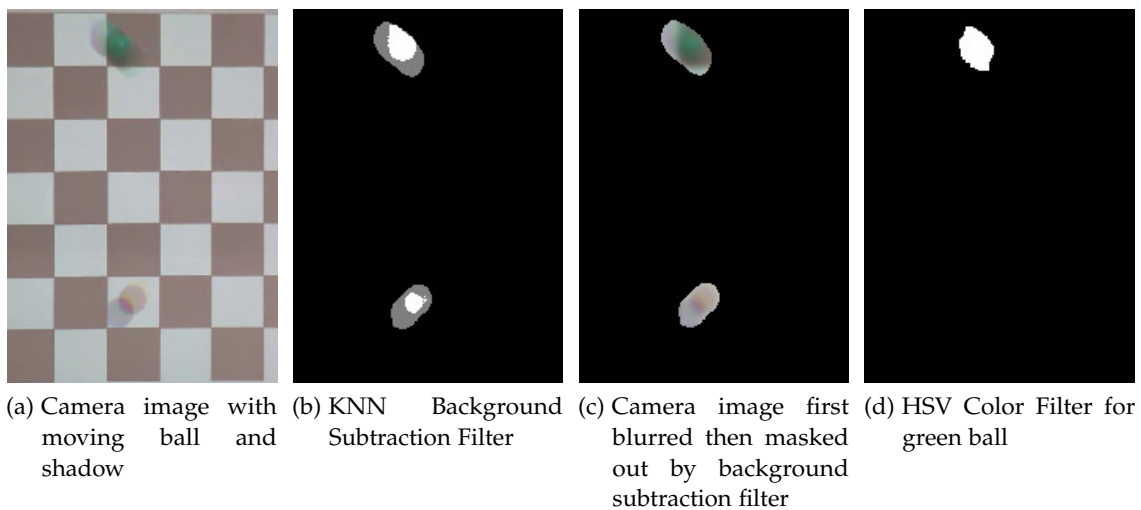 (a) Camera image with
moving ball and
shadow
(b) KNN Background
Subtraction Filter
(c) Camera image first
blurred then masked
out by background
subtraction filter
(d) HSV Color Filter for
green ball